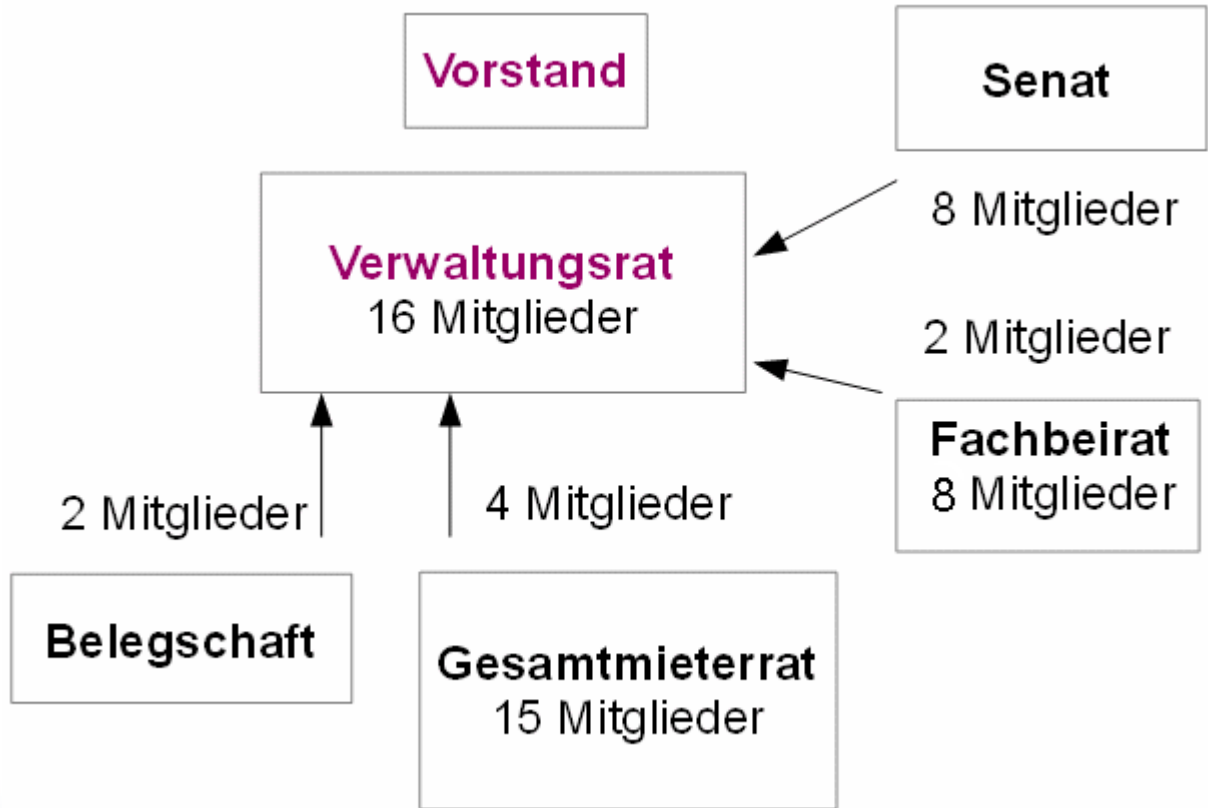 Vorstand
Senat
8 Mitglieder
Verwaltungsrat
16 Mitglieder
2 Mitglieder
Fachbeirat
8 Mitglieder
2 Mitglieder
4 Mitglieder
Belegschaft
Gesamtmieterrat
15 Mitglieder